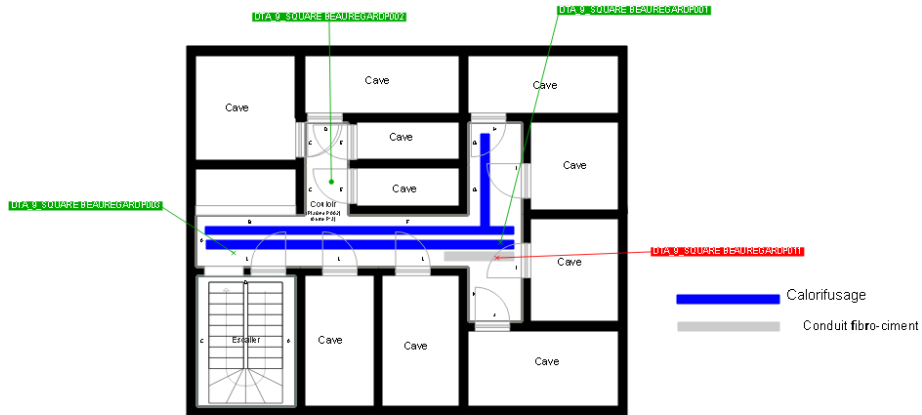 DTA_9_SQUARE BEAUREGARDP002
DTA_9_SQUARE BEAUREGARDP001
Cave
Cave
Cave
Cave
Cave
Cave
DTA_9_SQUARE BEAUREGARDP003
Couloir
Cave
DTA_9_SQUARE BEAUREGARDP011
Calorifusage
Conduit fibro-ciment
Escalier
Cave
Cave
Cave